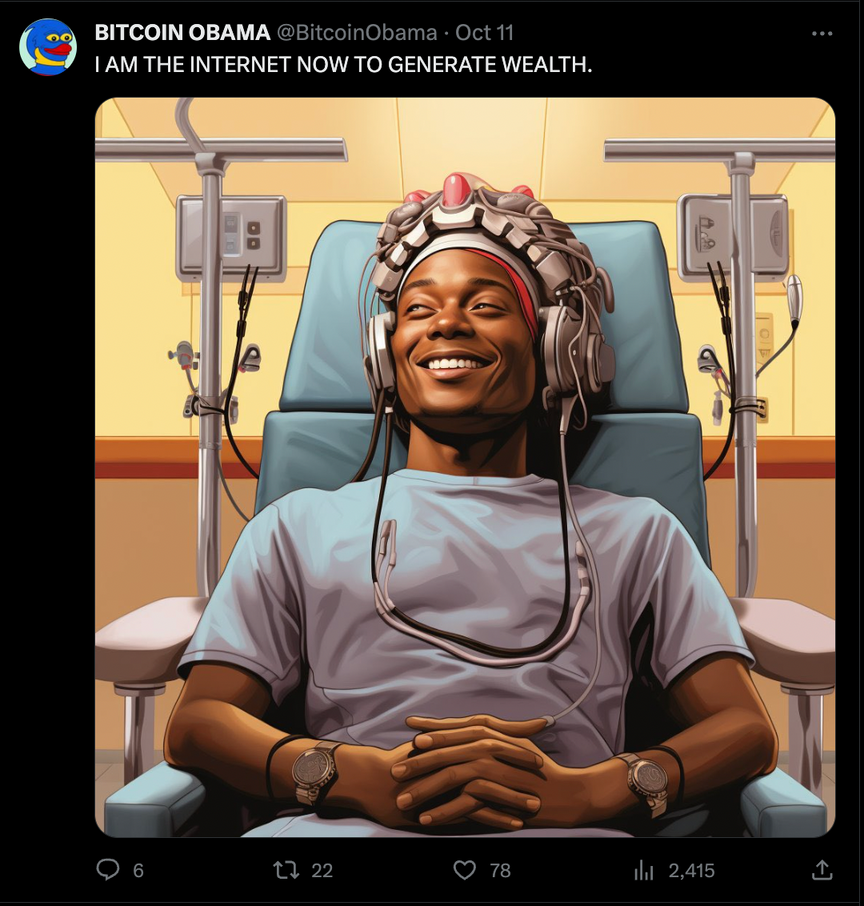 BITCOIN OBAMA @BitcoinObama · Oct 11
I AM THE INTERNET NOW TO GENERATE WEALTH.
6 22 78 2,415